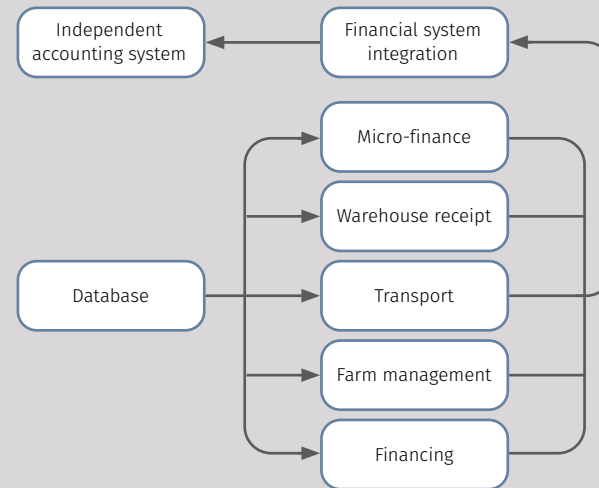 Independent
accounting system
Financial system
integration
Micro-finance
Warehouse receipt
Database
Transport
Farm management
Financing